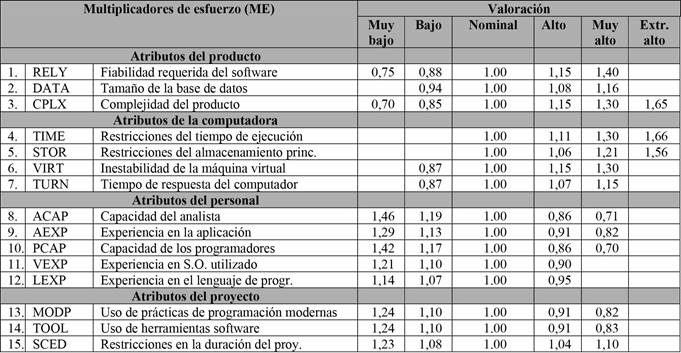 Multiplicadores de esfuerzo (ME) Valoración
Muy bajo Bajo Nominal Alto Muy alto Extr. alto
Atributos del producto
1. RELY Fiabilidad requerida del software 0,75 0,88 1.00 1,15 1,40
2. DATA Tamaño de la base de datos 0,94 1.00 1,08 1,16
3. CPLX Complejidad del producto 0,70 0,85 1.00 1,15 1,30 1,65
Atributos de la computadora
4. TIME Restricciones del tiempo de ejecución 1.00 1,11 1,30 1,66
5. STOR Restricciones del almacenamiento princ. 1.00 1,06 1,21 1,56
6. VIRT Inestabilidad de la máquina virtual 0,87 1.00 1,15 1,30
7. TURN Tiempo de respuesta del computador 0,87 1.00 1,07 1,15
Atributos del personal
8. ACAP Capacidad del analista 1,46 1,19 1.00 0,86 0,71
9. AEXP Experiencia en la aplicación 1,29 1,13 1.00 0,91 0,82
10. PCAP Capacidad de los programadores 1,42 1,17 1.00 0,86 0,70
11. VEXP Experiencia en S.O. utilizado 1,21 1,10 1.00 0,90
12. LEXP Experiencia en el lenguaje de progr. 1,14 1,07 1.00 0,95
Atributos del proyecto
13. MODP Uso de prácticas de programación modernas 1,24 1,10 1.00 0,91 0,82
14. TOOL Uso de herramientas software 1,24 1,10 1.00 0,91 0,83
15. SCED Restricciones en la duración del proy. 1,23 1,08 1.00 1,04 1,10